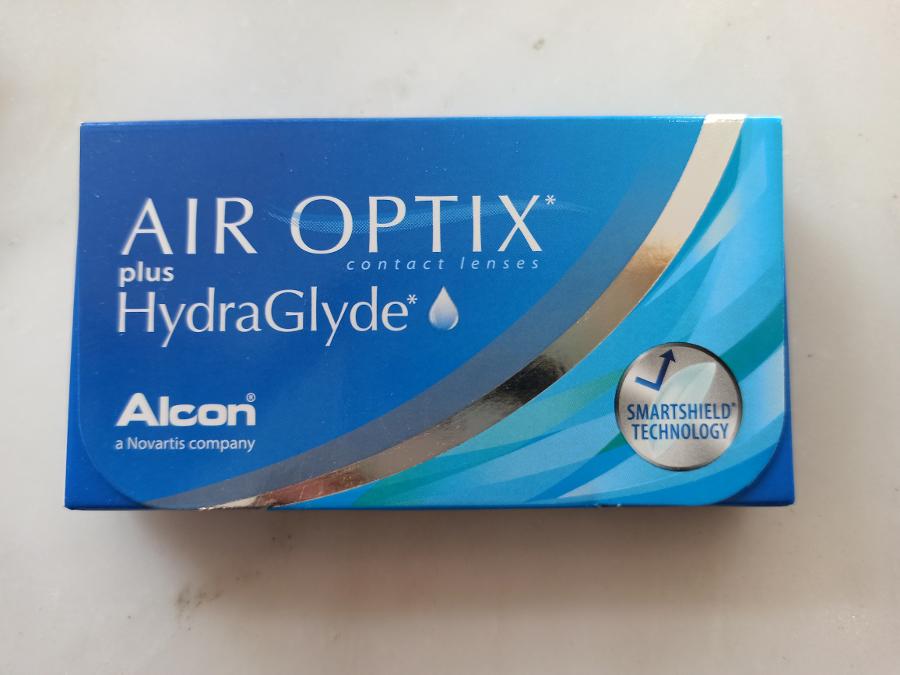 AIR OPTIX*
contact lenses
plus
HydraGlyde*
Alcon®
a Novartis company
SMARTSHIELD*
TECHNOLOGY